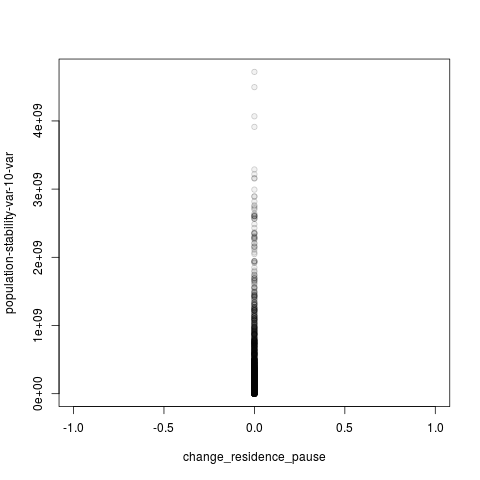 population-stability-var-10-var
4e+09
3e+09
2e+09
1e+09
0e+00
-1.0 -0.5 0.0 0.5 1.0
change_residence_pause